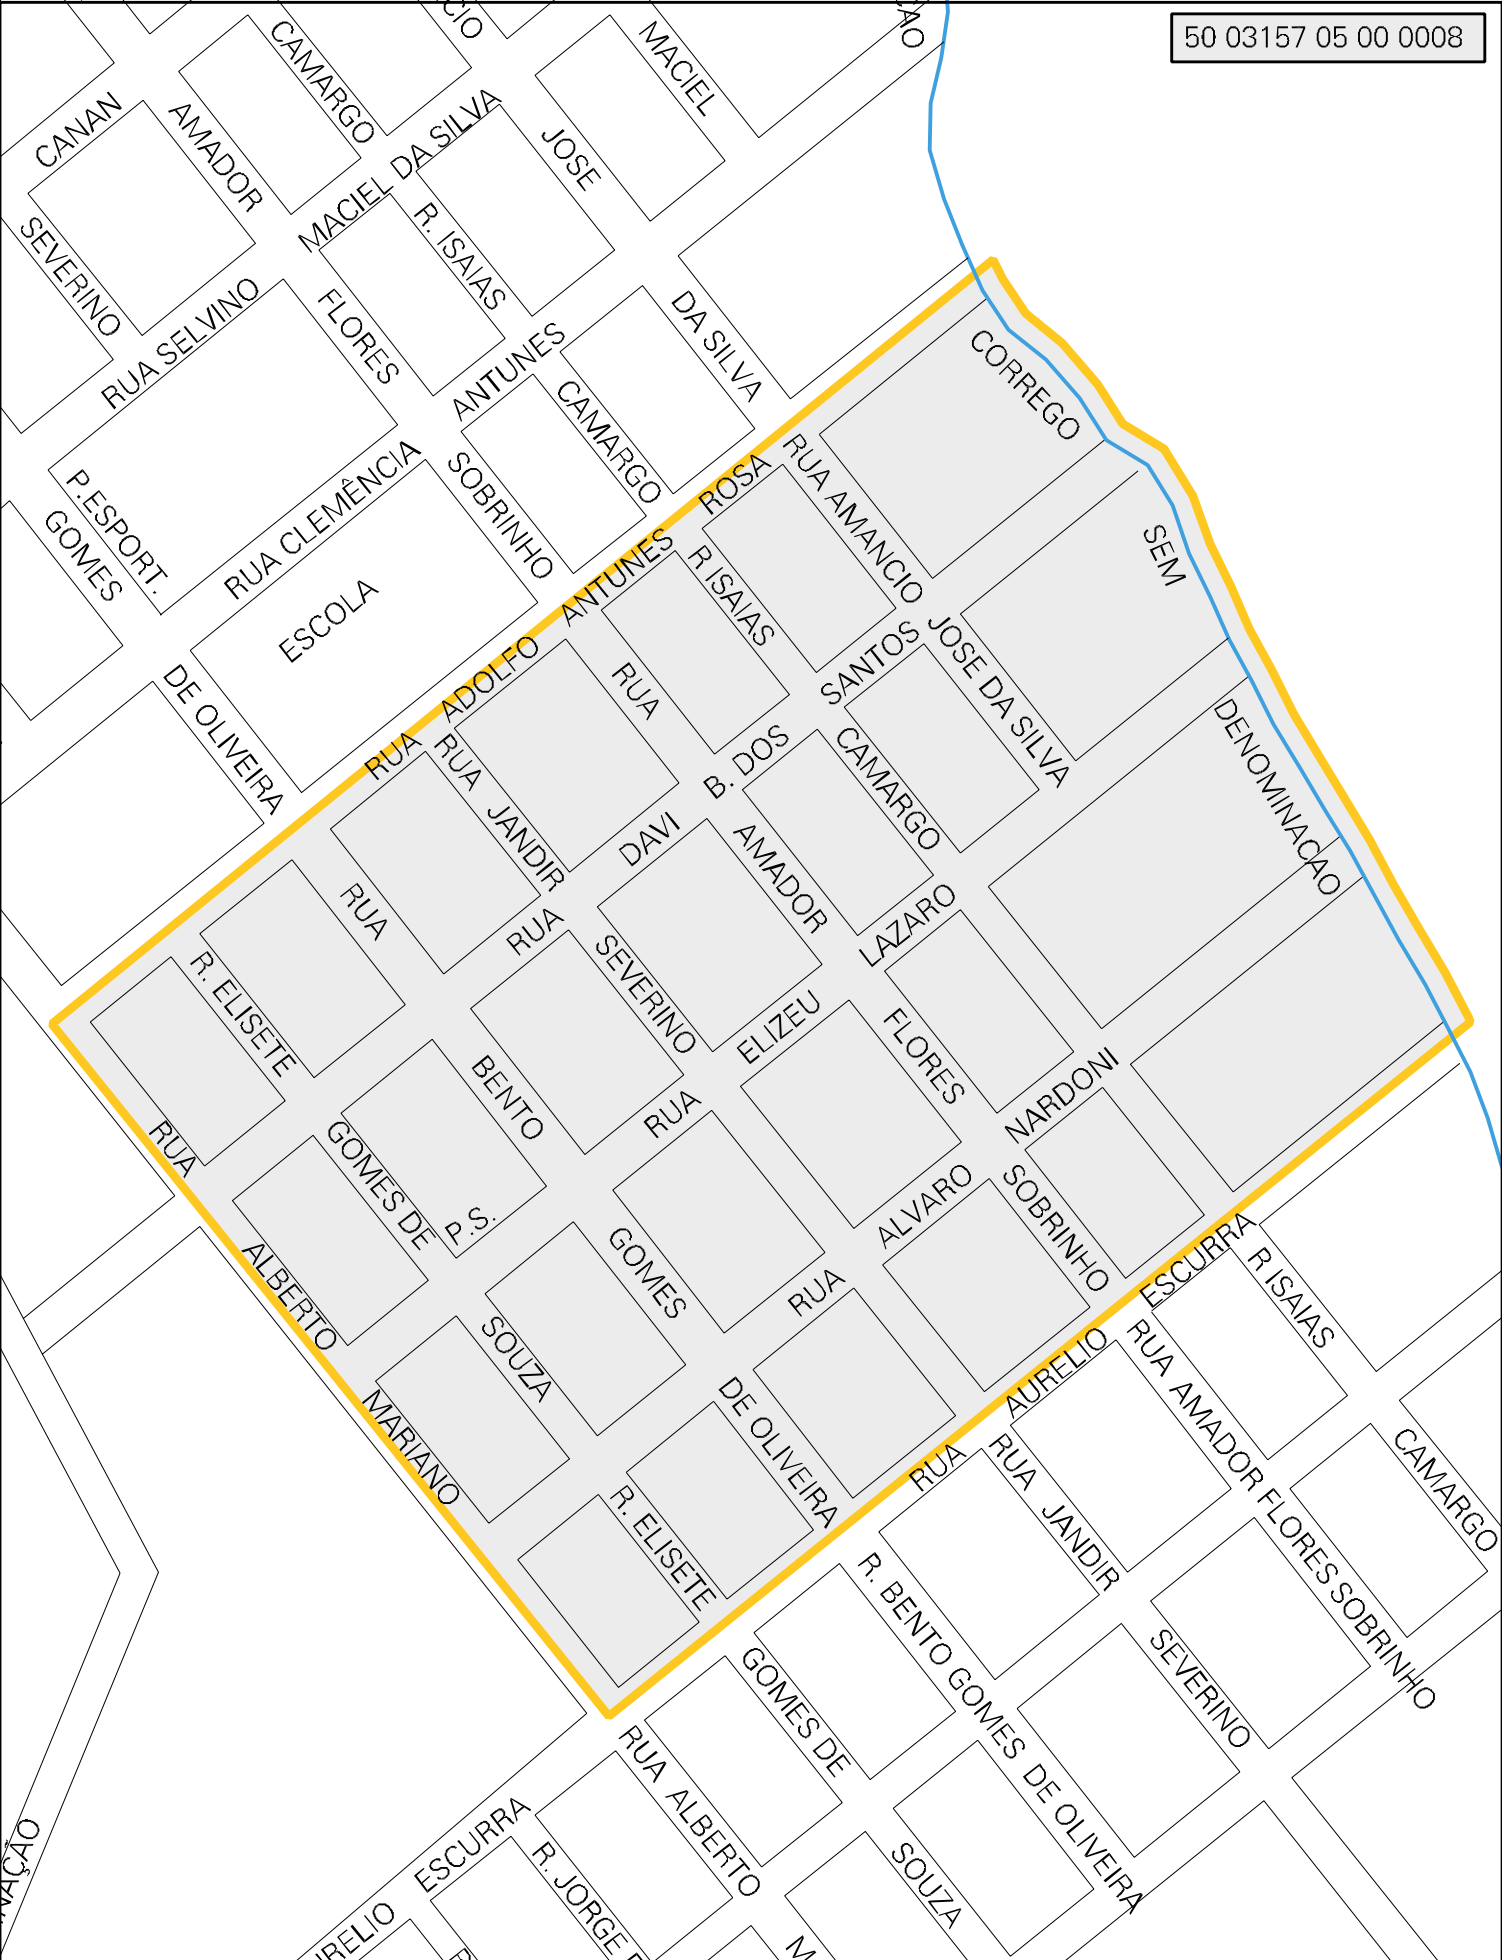 50 03157 05 00 0008
CAMARGO
MACIEL
CANAN
AMADOR
MACIEL DA SILVA
JOSE
SEVERINO
R. ISAIAS
RUA SELVINO
FLORES
DA SILVA
ANTUNES
CAMARGO
CORREGO
P.ESPORT.
GOMES
RUA CLEMÊNCIA
SOBRINHO
ESCOLA
DE OLIVEIRA
RUA ADOLFO ANTUNES ROSA
RUA AMANCIO
JOSE DA SILVA
SEM
DENOMINACAO
R ISAIAS
CAMARGO
RUA
AMADOR
FLORES
SOBRINHO
RUA JANDIR
SEVERINO
RUA DAVI B. DOS SANTOS
RUA
BENTO
GOMES
DE OLIVEIRA
R. ELISETE
GOMES DE
SOUZA
R. ELISETE
P.S.
RUA ELIZEU LAZARO
RUA ALVARO NARDONI
RUA ALBERTO MARIANO
RUA AURELIO ESCURRA
R ISAIAS
CAMARGO
RUA AMADOR FLORES SOBRINHO
RUA JANDIR
SEVERINO
R. BENTO GOMES DE OLIVEIRA
GOMES DE
SOUZA
RUA ALBERTO
ESCURRA
R. JORGE